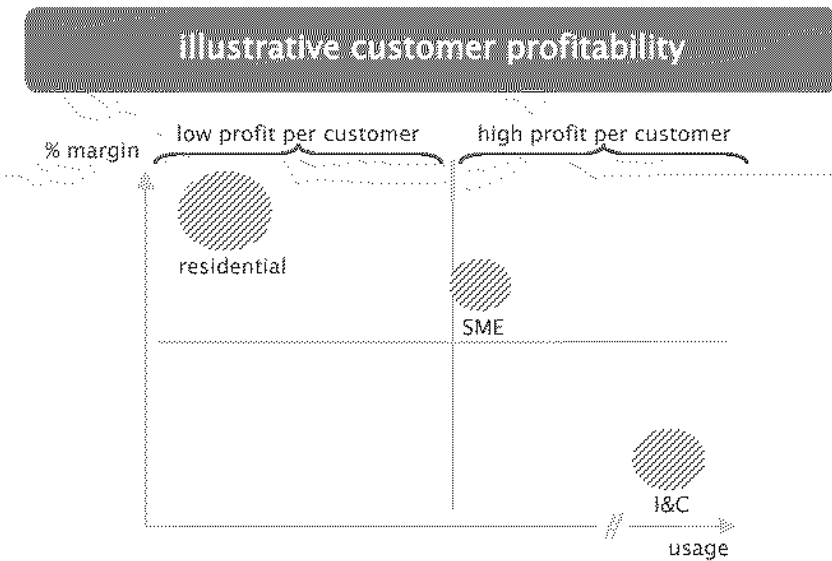 illustrative customer profitability
low profit per customer
high profit per customer
% margin
residential
SME
I&C
usage